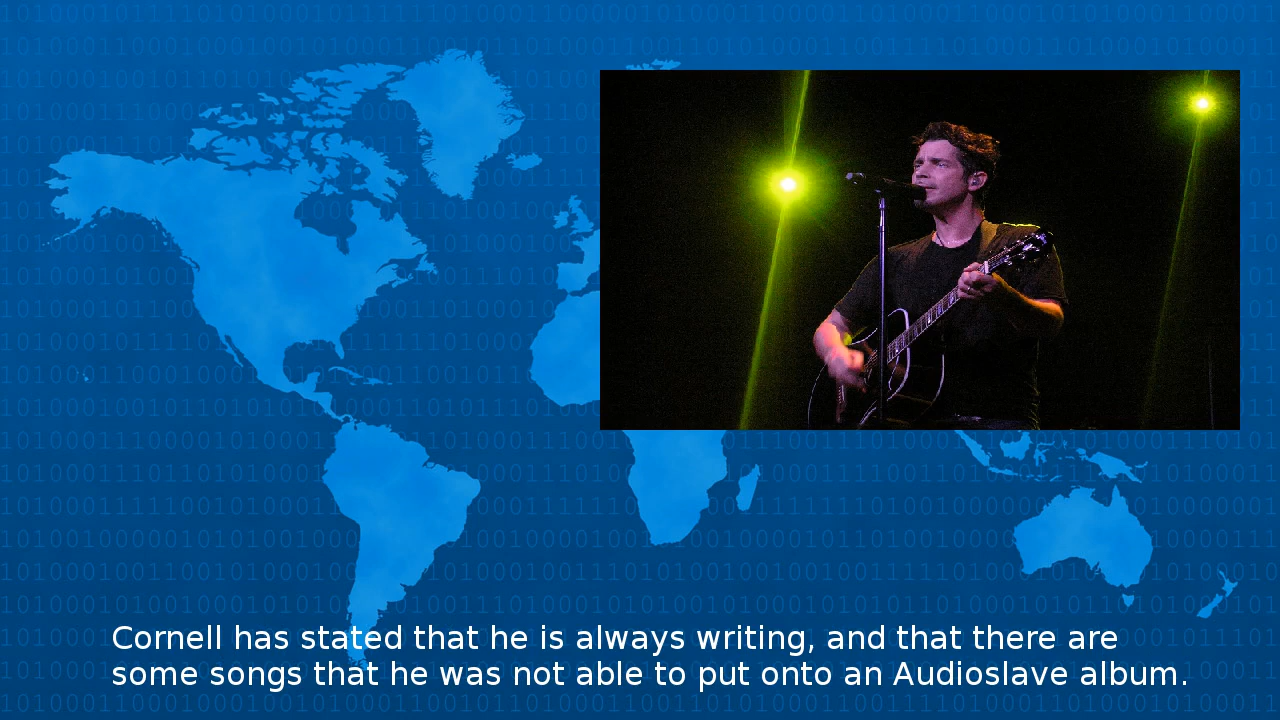 Cornell has stated that he is always writing, and that there are
some songs that he was not able to put onto an Audioslave album.